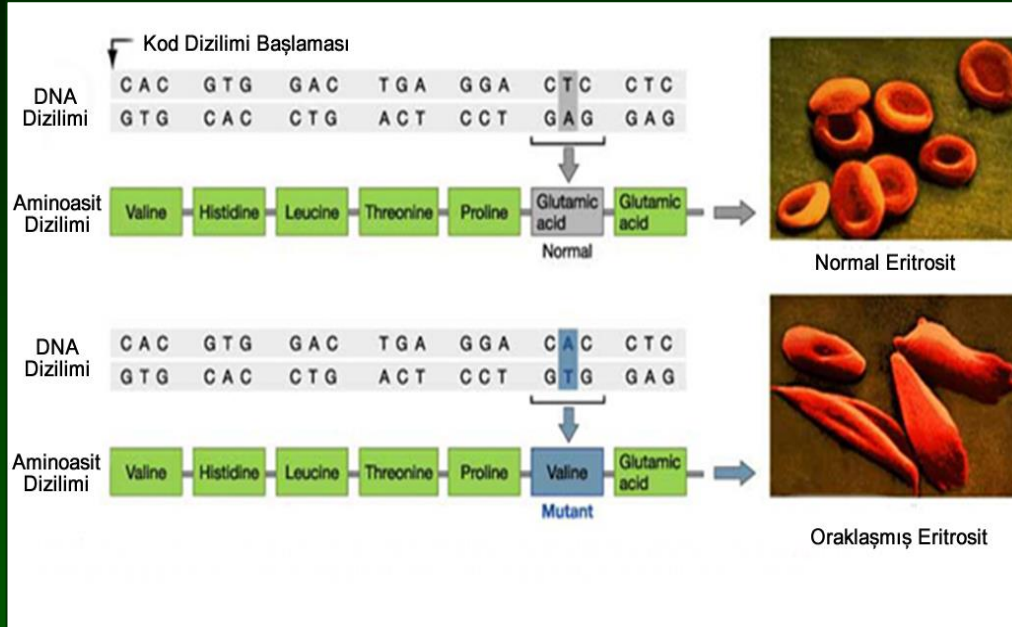 Kod Dizilimi Başlaması
DNA
Dizilimi
CAC GTG GAC TGA GGA CTC CTC
GTG CAC CTG ACT CCT GAG GAG
Aminoasit
Dizilimi
Valine Histidine Leucine Threonine Proline Glutamic acid Glutamic acid
Normal
Normal Eritrosit
DNA
Dizilimi
CAC GTG GAC TGA GGA CAC CTC
GTG CAC CTG ACT CCT GTG GAG
Aminoasit
Dizilimi
Valine Histidine Leucine Threonine Proline Valine Glutamic acid
Mutant
Oraklaşmış Eritrosit